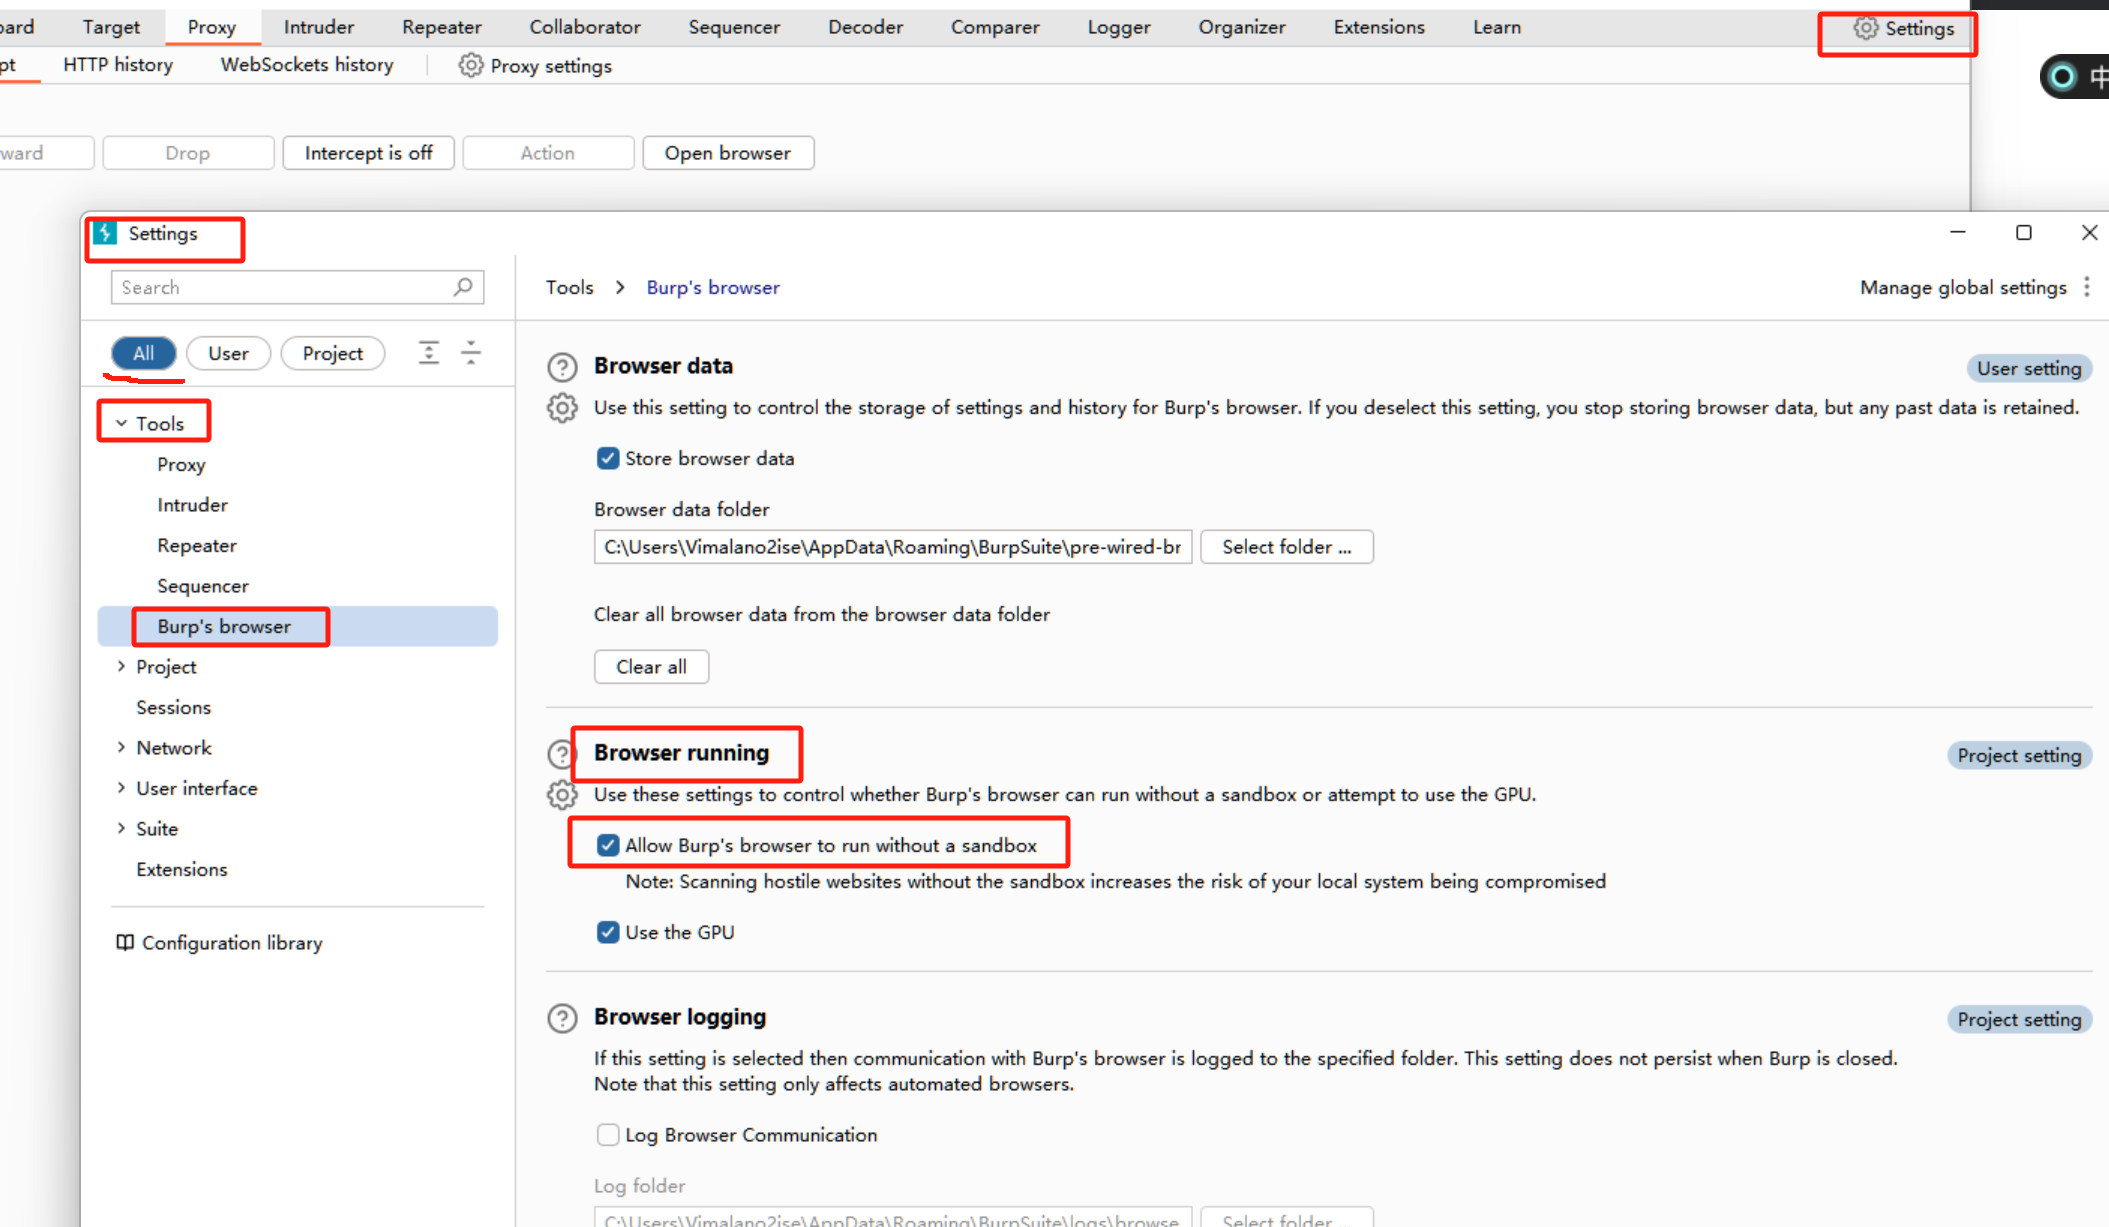 Target Proxy Intruder Repeater Collaborator Sequencer Decoder Comparer Logger Organizer Extensions Learn Settings
HTTP history WebSockets history Proxy settings
中
Drop Intercept is off Action Open browser
Settings
Search
Tools > Burp's browser
Manage global settings
All User Project
Tools
Proxy
Intruder
Repeater
Sequencer
Burp's browser
Project
Sessions
Network
User interface
Suite
Extensions
Configuration library
Browser data
User setting
Use this setting to control the storage of settings and history for Burp's browser. If you deselect this setting, you stop storing browser data, but any past data is retained.
Store browser data
Browser data folder
C:\Users\Vimalano2ise\AppData\Roaming\BurpSuite\pre-wired-br Select folder ...
Clear all browser data from the browser data folder
Clear all
Browser running
Project setting
Use these settings to control whether Burp's browser can run without a sandbox or attempt to use the GPU.
Allow Burp's browser to run without a sandbox
Note: Scanning hostile websites without the sandbox increases the risk of your local system being compromised
Use the GPU
Browser logging
Project setting
If this setting is selected then communication with Burp's browser is logged to the specified folder. This setting does not persist when Burp is closed.
Note that this setting only affects automated browsers.
Log Browser Communication
Log folder
C:\Users\Vimalano2ise\AppData\Roaming\BurpSuite\logs\browse Select folder ...